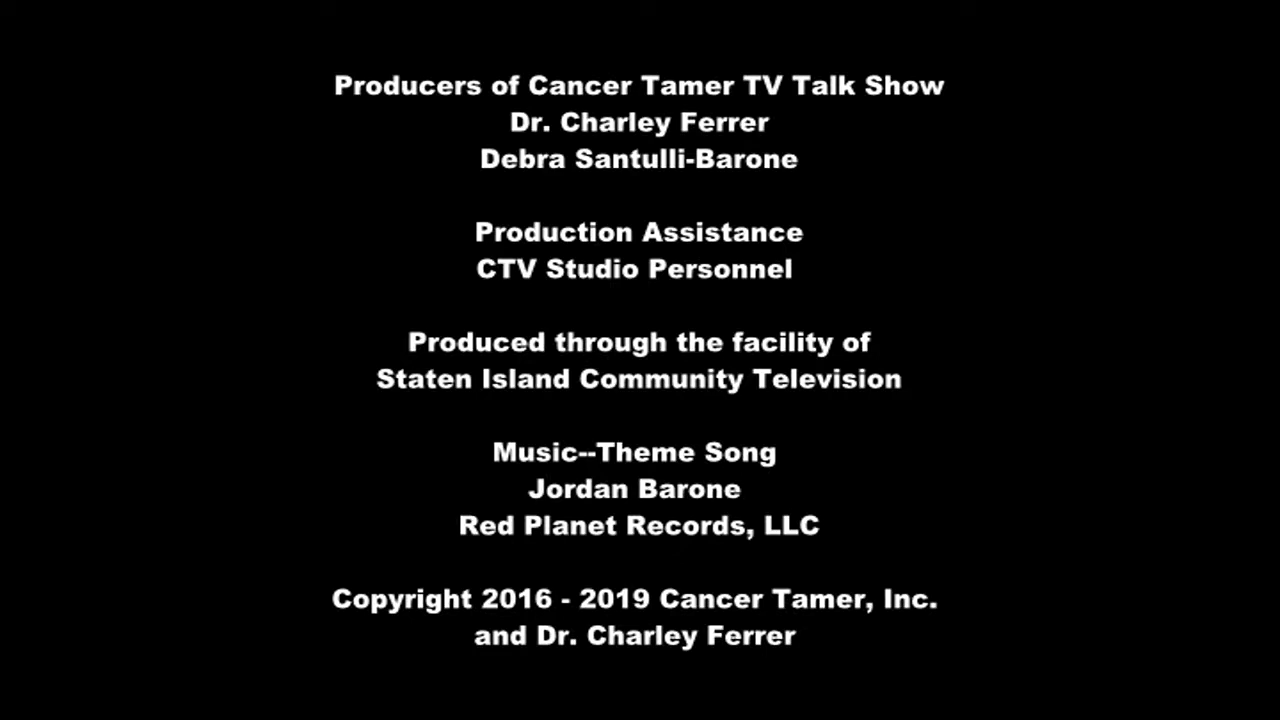 Producers of Cancer Tamer TV Talk Show
Dr. Charley Ferrer
Debra Santulli-Barone
Production Assistance
CTV Studio Personnel
Produced through the facility of
Staten Island Community Television
Music--Theme Song
Jordan Barone
Red Planet Records, LLC
Copyright 2016 - 2019 Cancer Tamer, Inc.
and Dr. Charley Ferrer